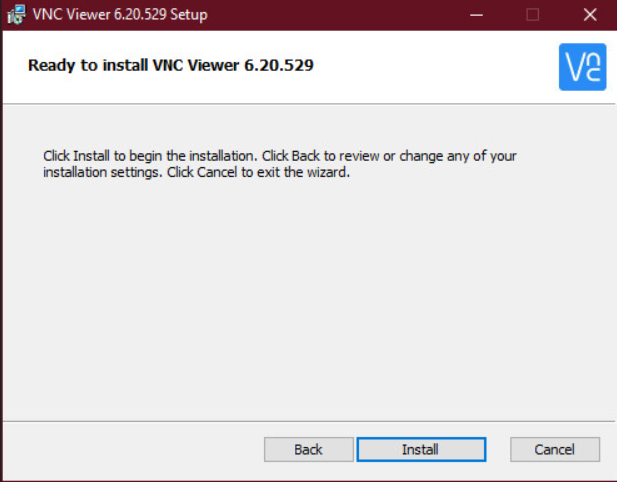 VNC Viewer 6.20.529 Setup
Ready to install VNC Viewer 6.20.529
VNC
Click Install to begin the installation. Click Back to review or change any of your
installation settings. Click Cancel to exit the wizard.
Back
Install
Cancel